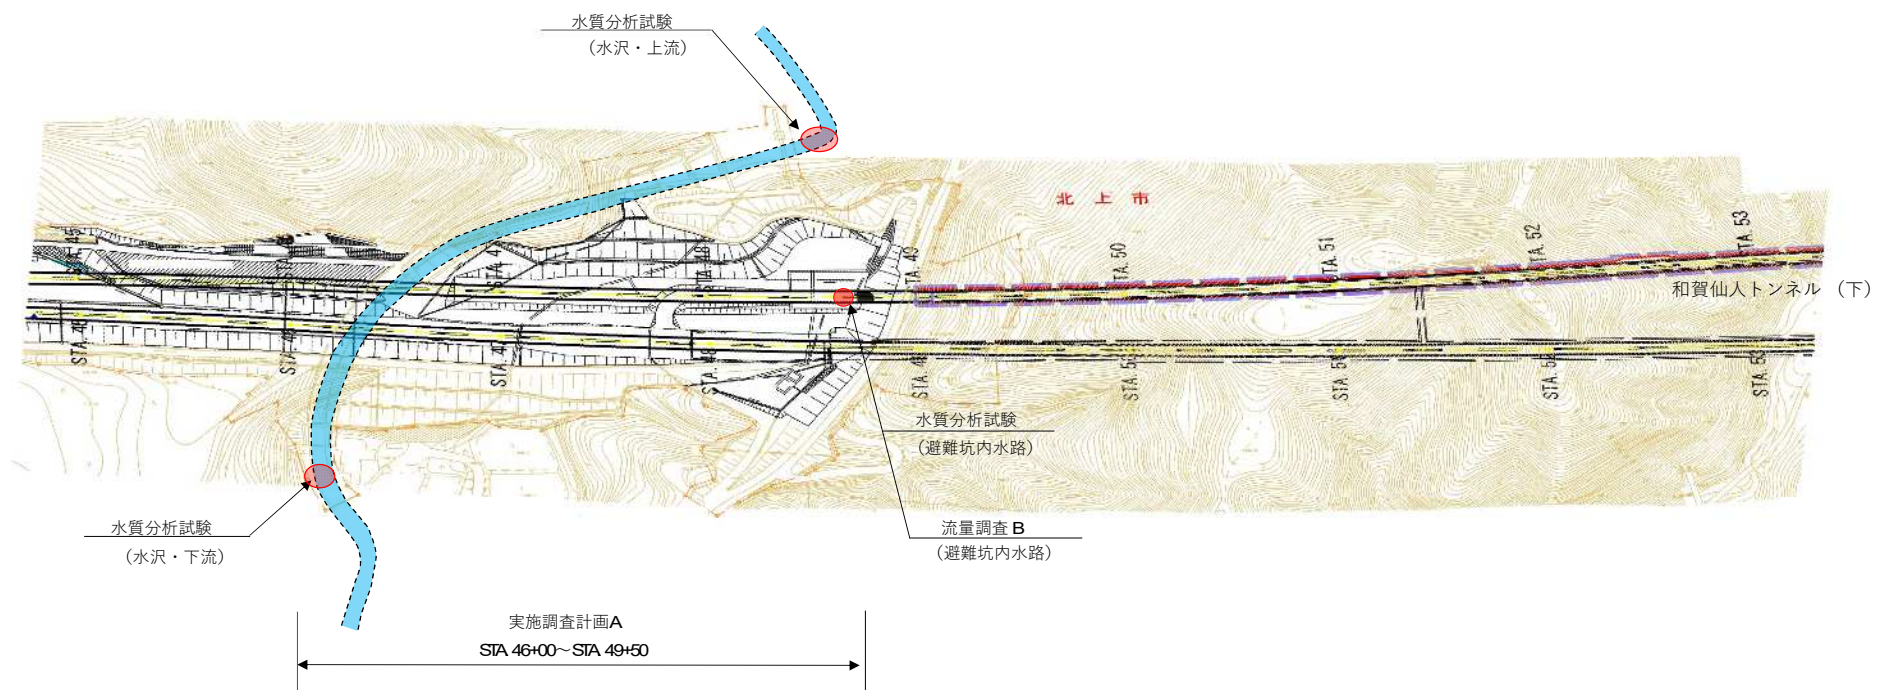 水質分析試験
（水沢・上流）
北上市
STA. 45
STA. 49
STA. 50
STA. 51
STA. 52
STA. 53
和賀仙人トンネル （下）
水質分析試験
（避難坑内水路）
流量調査 B
（避難坑内水路）
水質分析試験
（水沢・下流）
実施調査計画A
STA 46+00～STA 49+50